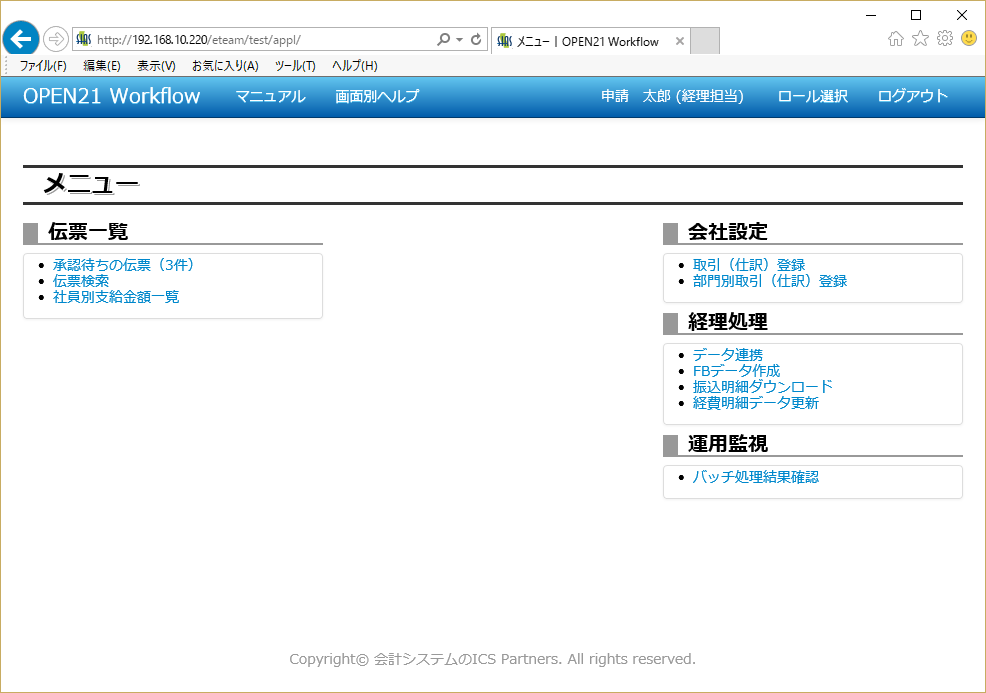 http://192.168.10.220/eteam/test/appl/
メニュー | OPEN21 Workflow
ファイル(F) 編集(E) 表示(V) お気に入り(A) ツール(T) ヘルプ(H)
OPEN21 Workflow マニュアル 画面別ヘルプ 申請 太郎 (経理担当) ロール選択 ログアウト
メニュー
伝票一覧
承認待ちの伝票（3件）
伝票検索
社員別支給金額一覧
会社設定
取引（仕訳）登録
部門別取引（仕訳）登録
経理処理
データ連携
FBデータ作成
振込明細ダウンロード
経費明細データ更新
運用監視
バッチ処理結果確認
Copyright© 会計システムのICS Partners. All rights reserved.